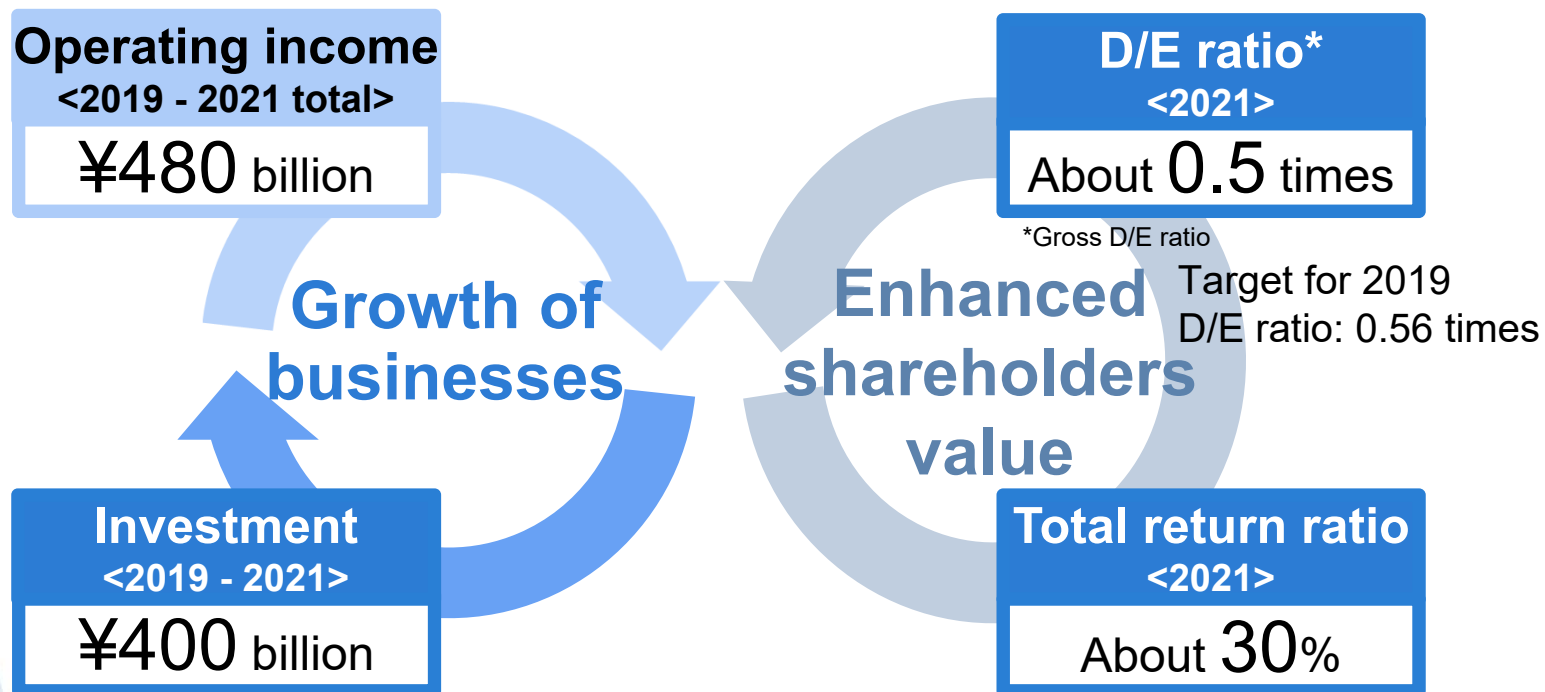 Operating income
<2019 - 2021 total>
¥480 billion
D/E ratio*
<2021>
About 0.5 times
*Gross D/E ratio
Target for 2019
D/E ratio: 0.56 times
Growth of
businesses
Enhanced
shareholders
value
Investment
<2019 - 2021>
¥400 billion
Total return ratio
<2021>
About 30%